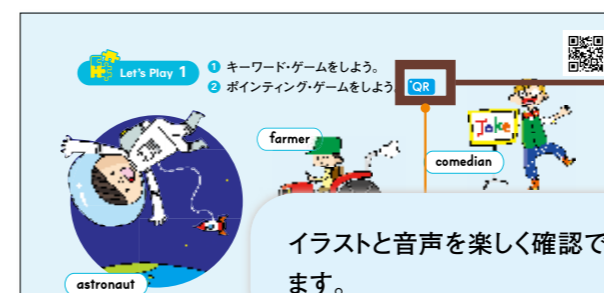 Let's Play 1
❶ キーワード・ゲームをしよう。
❷ ポインティング・ゲームをしよう。
QR
farmer
Joke
comedian
astronaut
イラストと音声を楽しく確認で
ます。